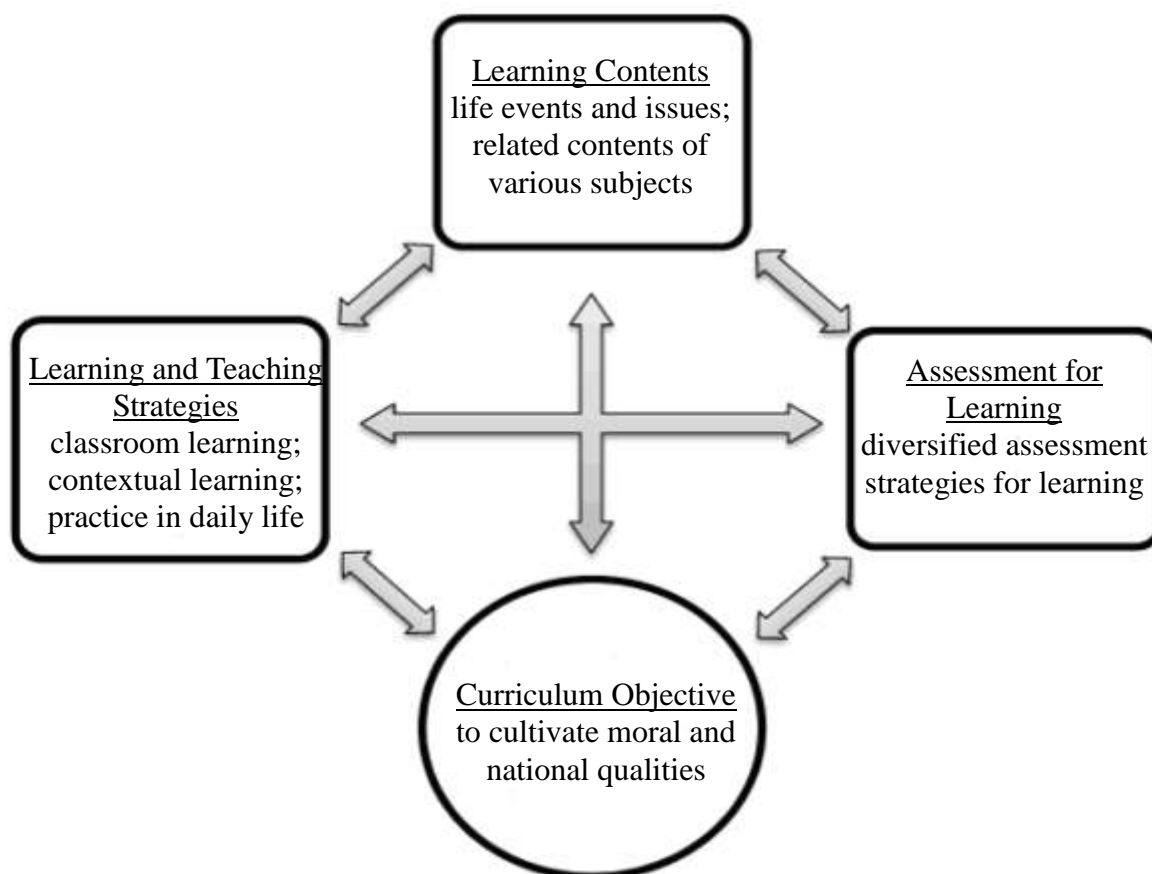 Learning Contents
life events and issues;
related contents of
various subjects
Learning and Teaching
Strategies
classroom learning;
contextual learning;
practice in daily life
Assessment for
Learning
diversified assessment
strategies for learning
Curriculum Objective
to cultivate moral and
national qualities